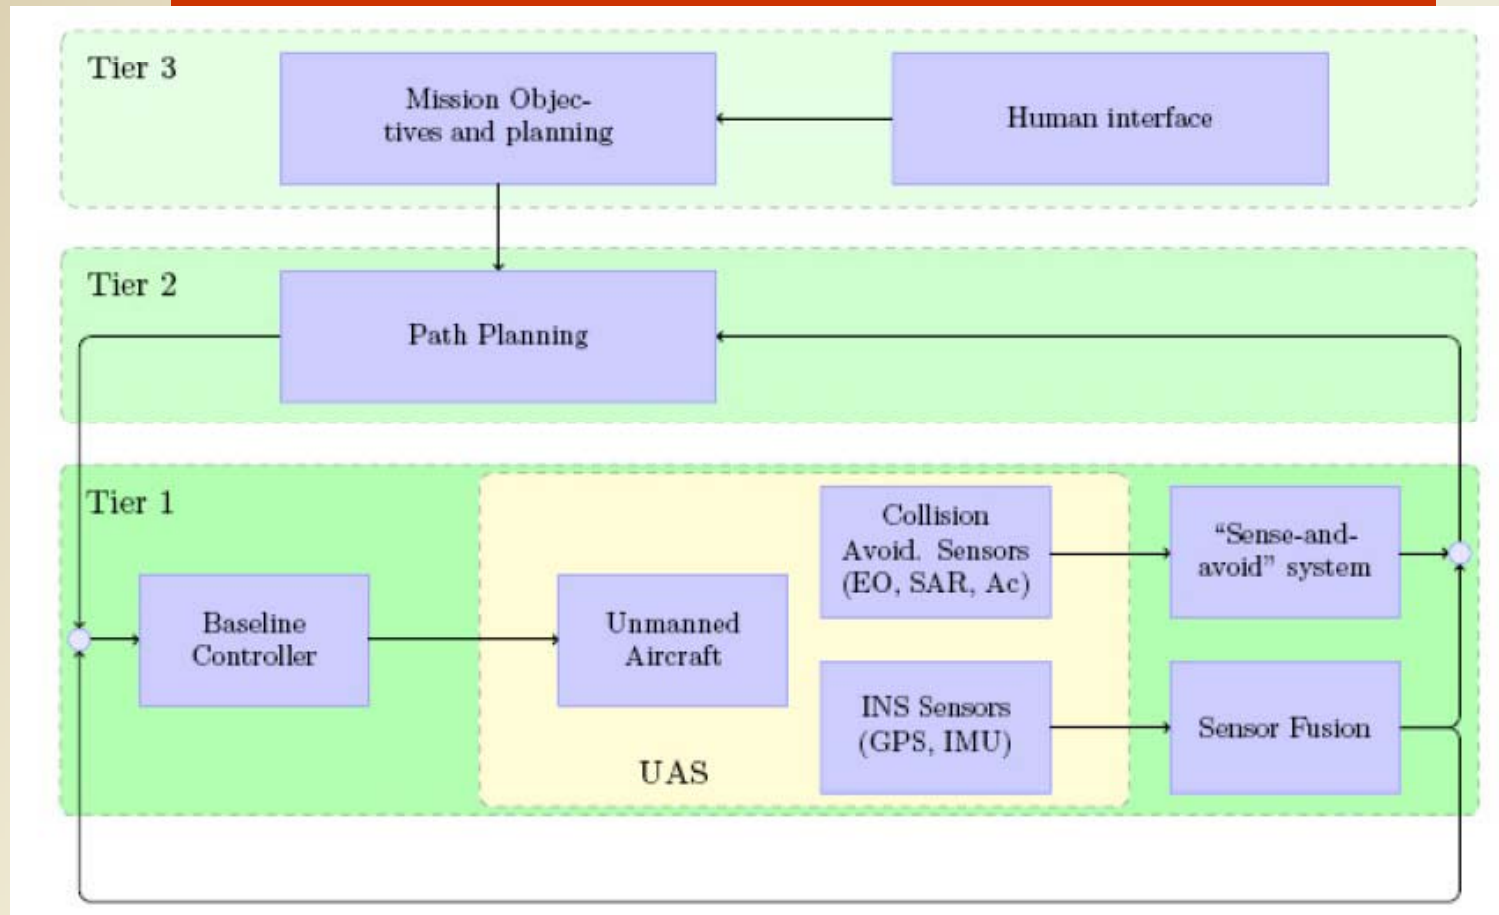 Tier 3
Mission Objec-
tives and planning
Human interface
Tier 2
Path Planning
Tier 1
Baseline
Controller
Unmanned
Aircraft
UAS
Collision
Avoid. Sensors
(EO, SAR, Ac)
INS Sensors
(GPS, IMU)
“Sense-and-
avoid” system
Sensor Fusion